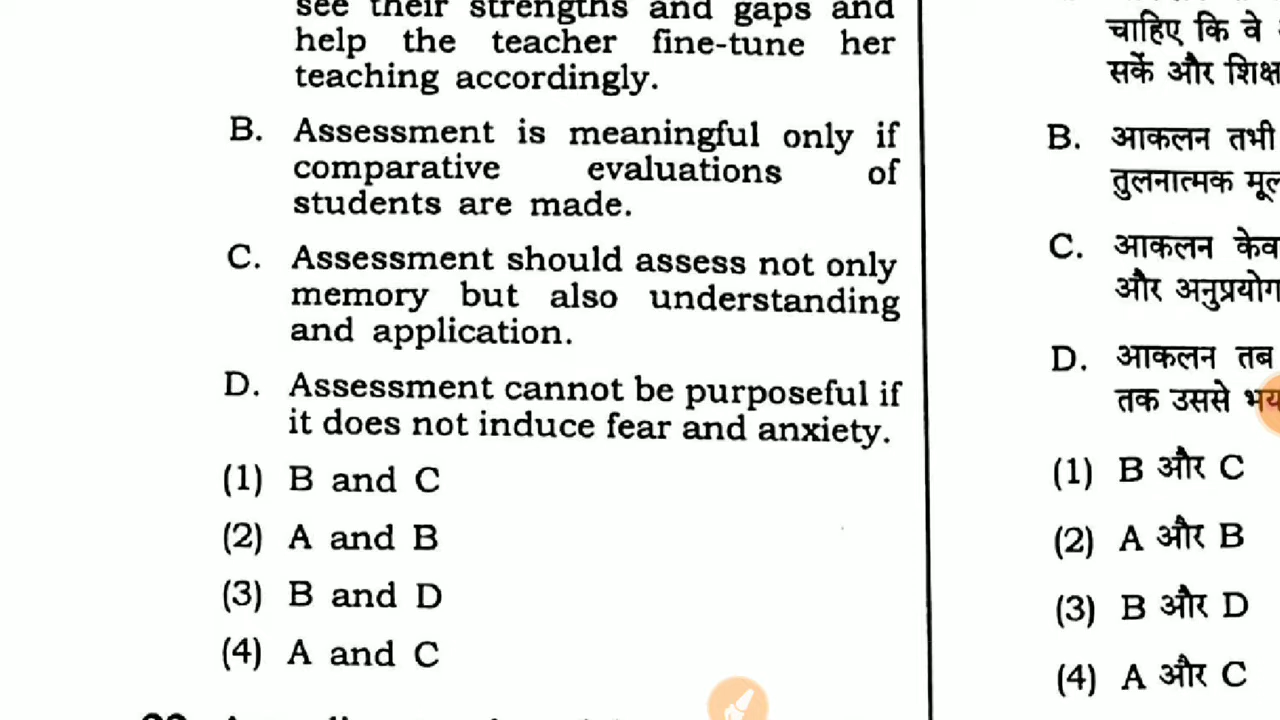 see their strengths and gaps and
help the teacher fine-tune her
teaching accordingly.
B. Assessment is meaningful only if
comparative evaluations of
students are made.
C. Assessment should assess not only
memory but also understanding
and application.
D. Assessment cannot be purposeful if
it does not induce fear and anxiety.
(1) B and C
(2) A and B
(3) B and D
(4) A and C
चाहिए कि वे
सकें और
B. आकलन तभी
तुलनात्मक
C. आकलन
और अनुप्रयोग
D. आकलन तब
तक उससे
(1) B और C
(2) A और B
(3) B और D
(4) A और C